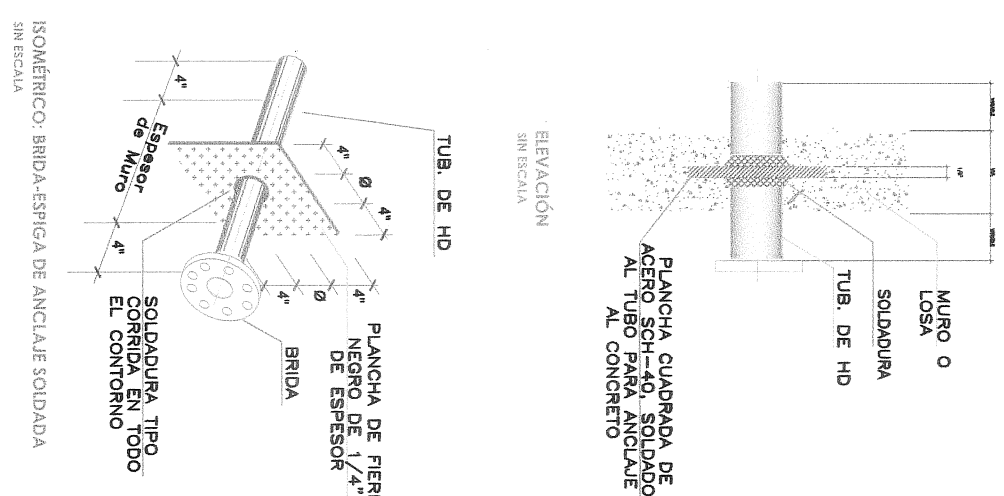 MURO O
LOSA
SOLDADURA
TUB. DE HD
PLANCHA CUADRADA DE
ACERO SCH-40, SOLDADO
AL TUBO PARA ANCLAJE
AL CONCRETO
ELEVACIÓN
SIN ESCALA
TUB. DE HD
4"
Ø
4"
4"
Espesor
de Muro
4"
4"
Ø
4"
PLANCHA DE
NEGRO DE 1/4"
DE ESPESOR
BRIDA
SOLDADURA TIPO
CORRIDA EN TODO
EL CONTORNO
ISOMÉTRICO: BRIDA-ESPIGA DE ANCLAJE SOLDADA
SIN ESCALA